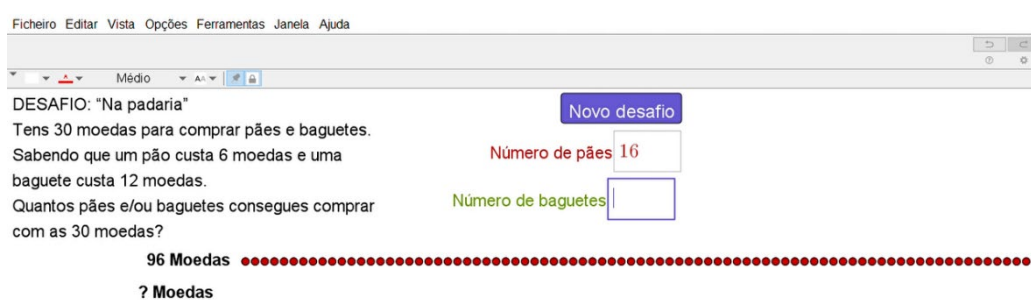 Ficheiro Editar Vista Opções Ferramentas Janela Ajuda
Médio
DESAFIO: “Na padaria”
Tens 30 moedas para comprar pães e baguetes.
Sabendo que um pão custa 6 moedas e uma
baguete custa 12 moedas.
Quantos pães e/ou baguetes consegues comprar
com as 30 moedas?
Novo desafio
Número de pães 16
Número de baguetes
96 Moedas
? Moedas